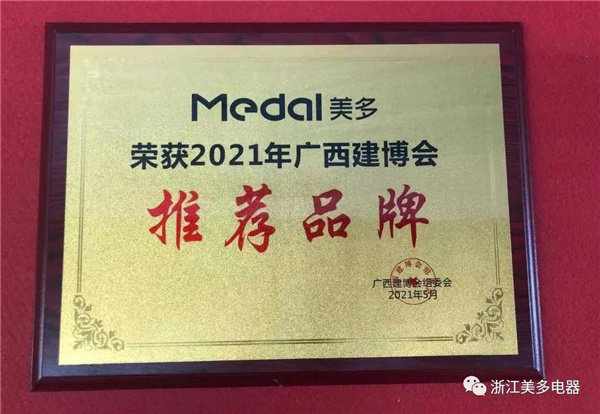 Medal美多
荣获2021年广西建博会
推荐品牌
广西建博会组委会
2021年5月
浙江美多电器